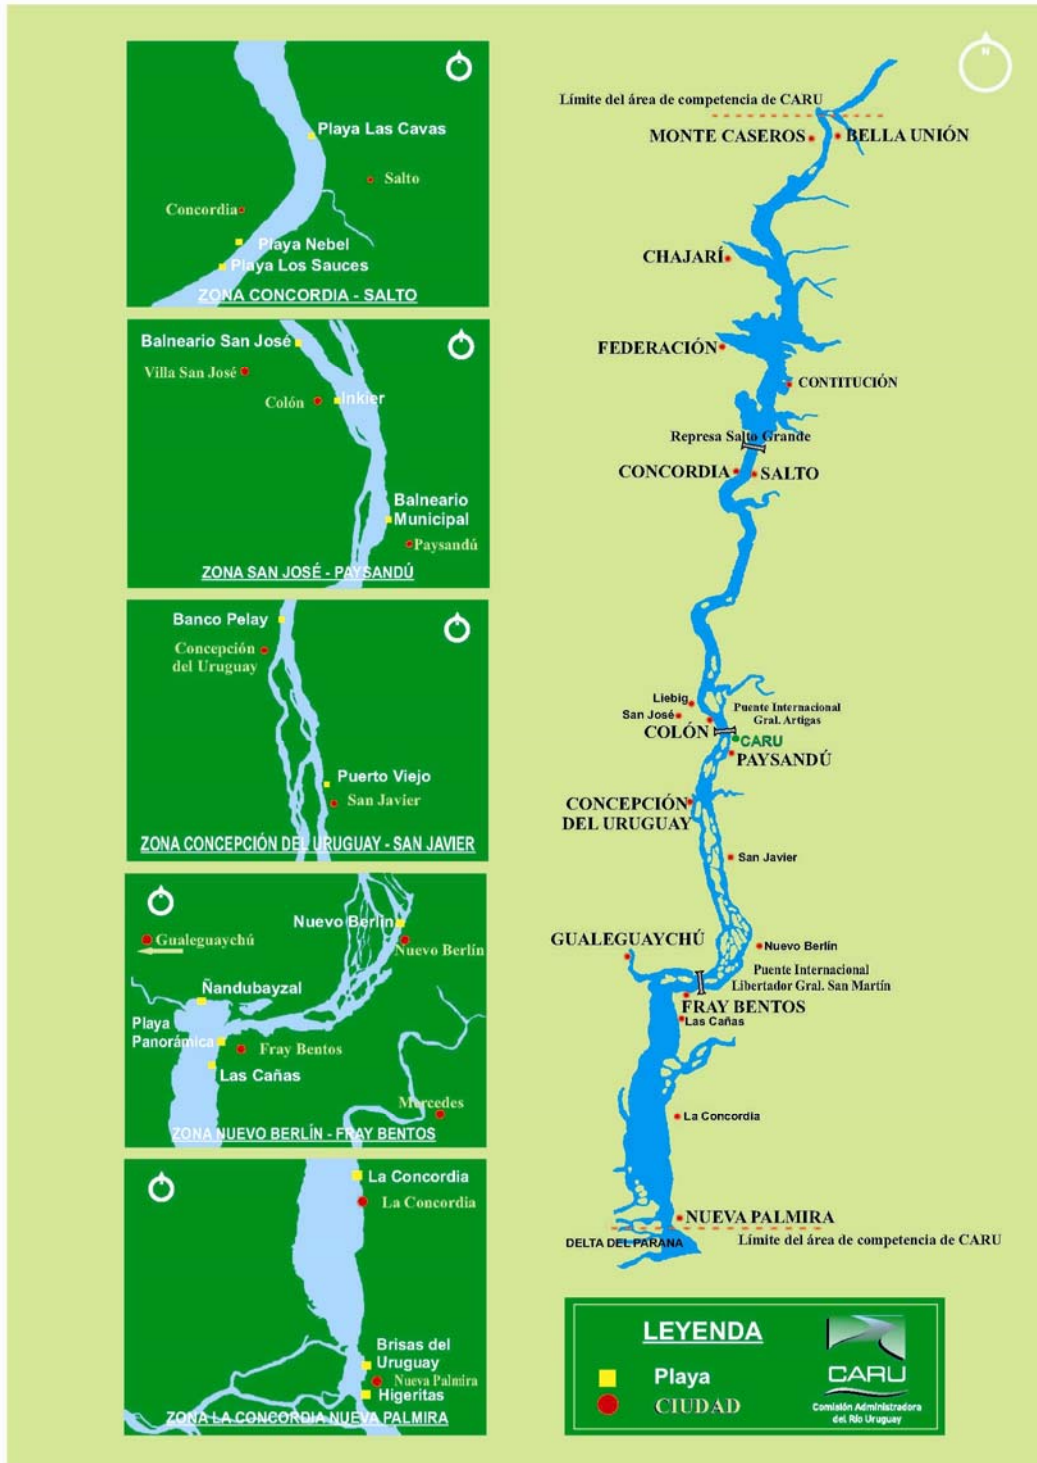 Playa Las Cavas
Salto
Concordia
Playa Nebel
Playa Los Sauces
ZONA CONCORDIA - SALTO
Balneario San José
Villa San José
Colón
Inkier
Balneario
Municipal
Paysandú
ZONA SAN JOSÉ - PAYSANDÚ
Banco Pelay
Concepción
del Uruguay
Puerto Viejo
San Javier
ZONA CONCEPCIÓN DEL URUGUAY - SAN JAVIER
Nuevo Berlín
Gualeguaychú
Nuevo Berlín
Ñandubayzal
Playa
Panorámica
Fray Bentos
Las Cañas
Mercedes
ZONA NUEVO BERLÍN - FRAY BENTOS
La Concordia
La Concordia
Brisas del
Uruguay
Nueva Palmira
Higeritas
ZONA LA CONCORDIA NUEVA PALMIRA
N
Límite del área de competencia de CARU
MONTE CASEROS
BELLA UNIÓN
CHAJARÍ
FEDERACIÓN
CONTITUCIÓN
Represa Salto Grande
CONCORDIA
SALTO
Liebig
San José
Puente Internacional
Gral. Artigas
COLÓN
CARU
PAYSANDÚ
CONCEPCIÓN
DEL URUGUAY
San Javier
GUALEGUAYCHÚ
Nuevo Berlín
Puente Internacional
Libertador Gral. San Martín
FRAY BENTOS
Las Cañas
La Concordia
NUEVA PALMIRA
DELTA DEL PARANA
Límite del área de competencia de CARU
LEYENDA
Playa
CIUDAD
CARU
Comisión Administradora
del Río Uruguay